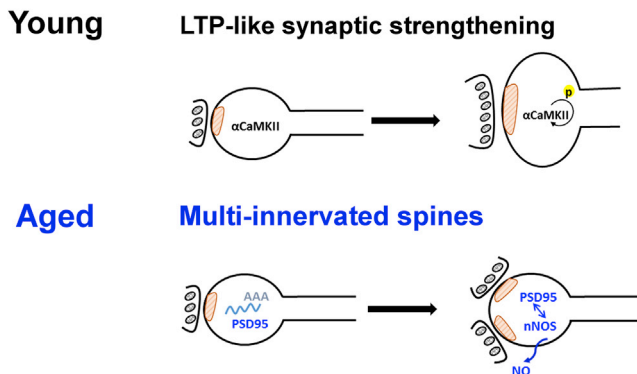 Young LTP-like synaptic strengthening
αCaMKII
p
αCaMKII
Aged Multi-innervated spines
AAA
PSD95
PSD95
nNOS
NO